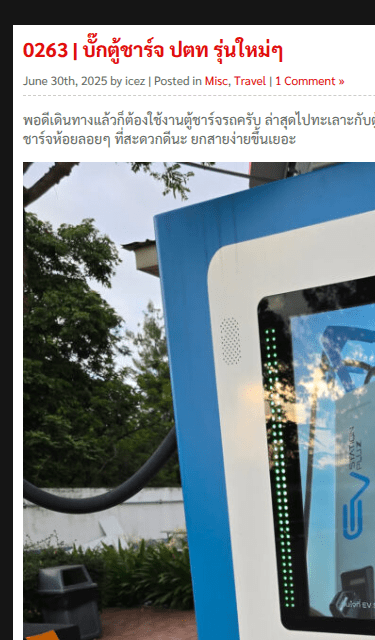 0263 | บั๊กตู้ชาร์จ ปตท รุ่นใหม่ๆ
June 30th, 2025 by icez | Posted in Misc, Travel | 1 Comment »
พอดีเดินทางแล้วก็ต้องใช้งานตู้ชาร์จรถครับ ล่าสุดไปทะเลาะกับตู้
ชาร์จห้อยลอยๆ ที่สะดวกดีนะ ยกสายง่ายขึ้นเยอะ
EV
STATION
PLUZ
EV